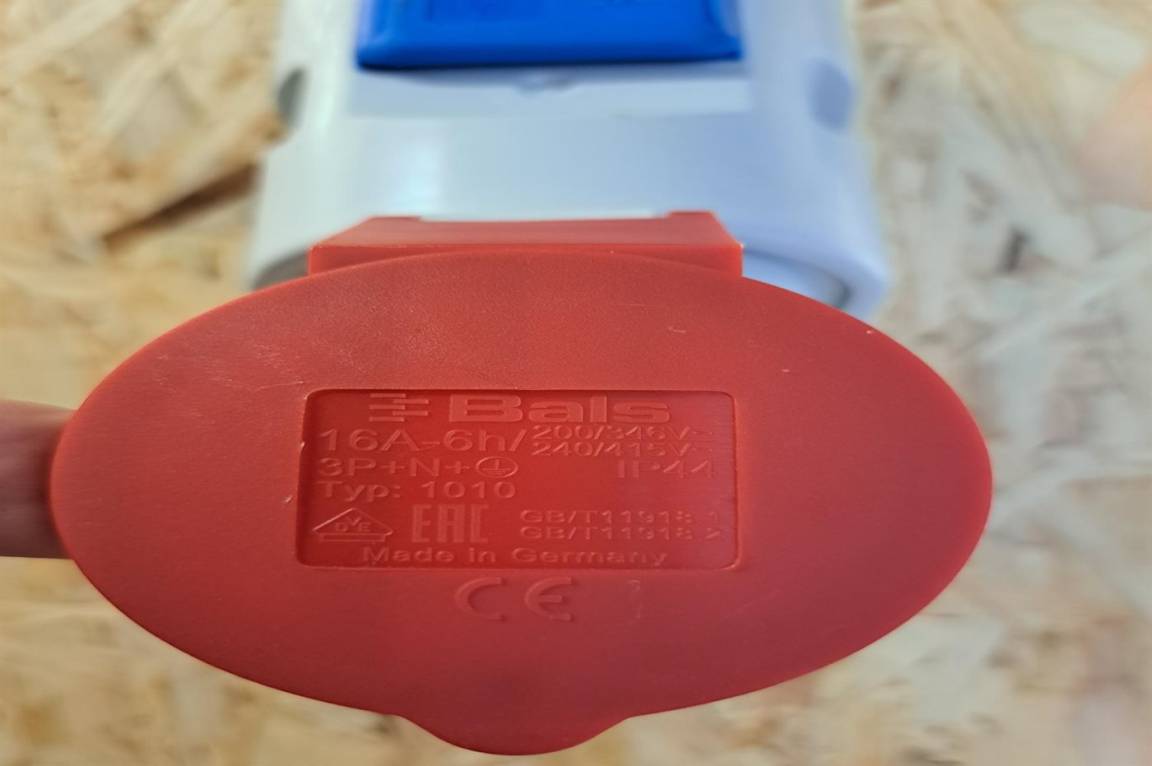 Bals
16A-6h/ 200/346V~
240/415V~
3P+N+⏚ IP44
Typ: 1010
VDE EAC GB/T11918.1
GB/T11918.2
Made in Germany
CE